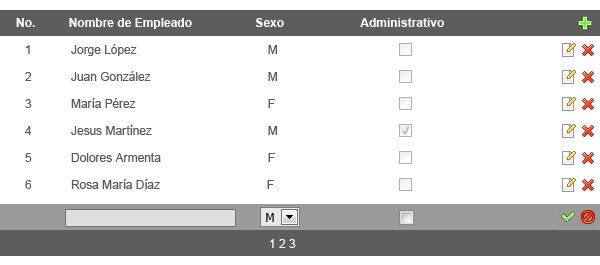 No. Nombre de Empleado Sexo Administrativo
1 Jorge López M
2 Juan González M
3 María Pérez F
4 Jesus Martínez M
5 Dolores Armenta F
6 Rosa María Díaz F
M
1 2 3